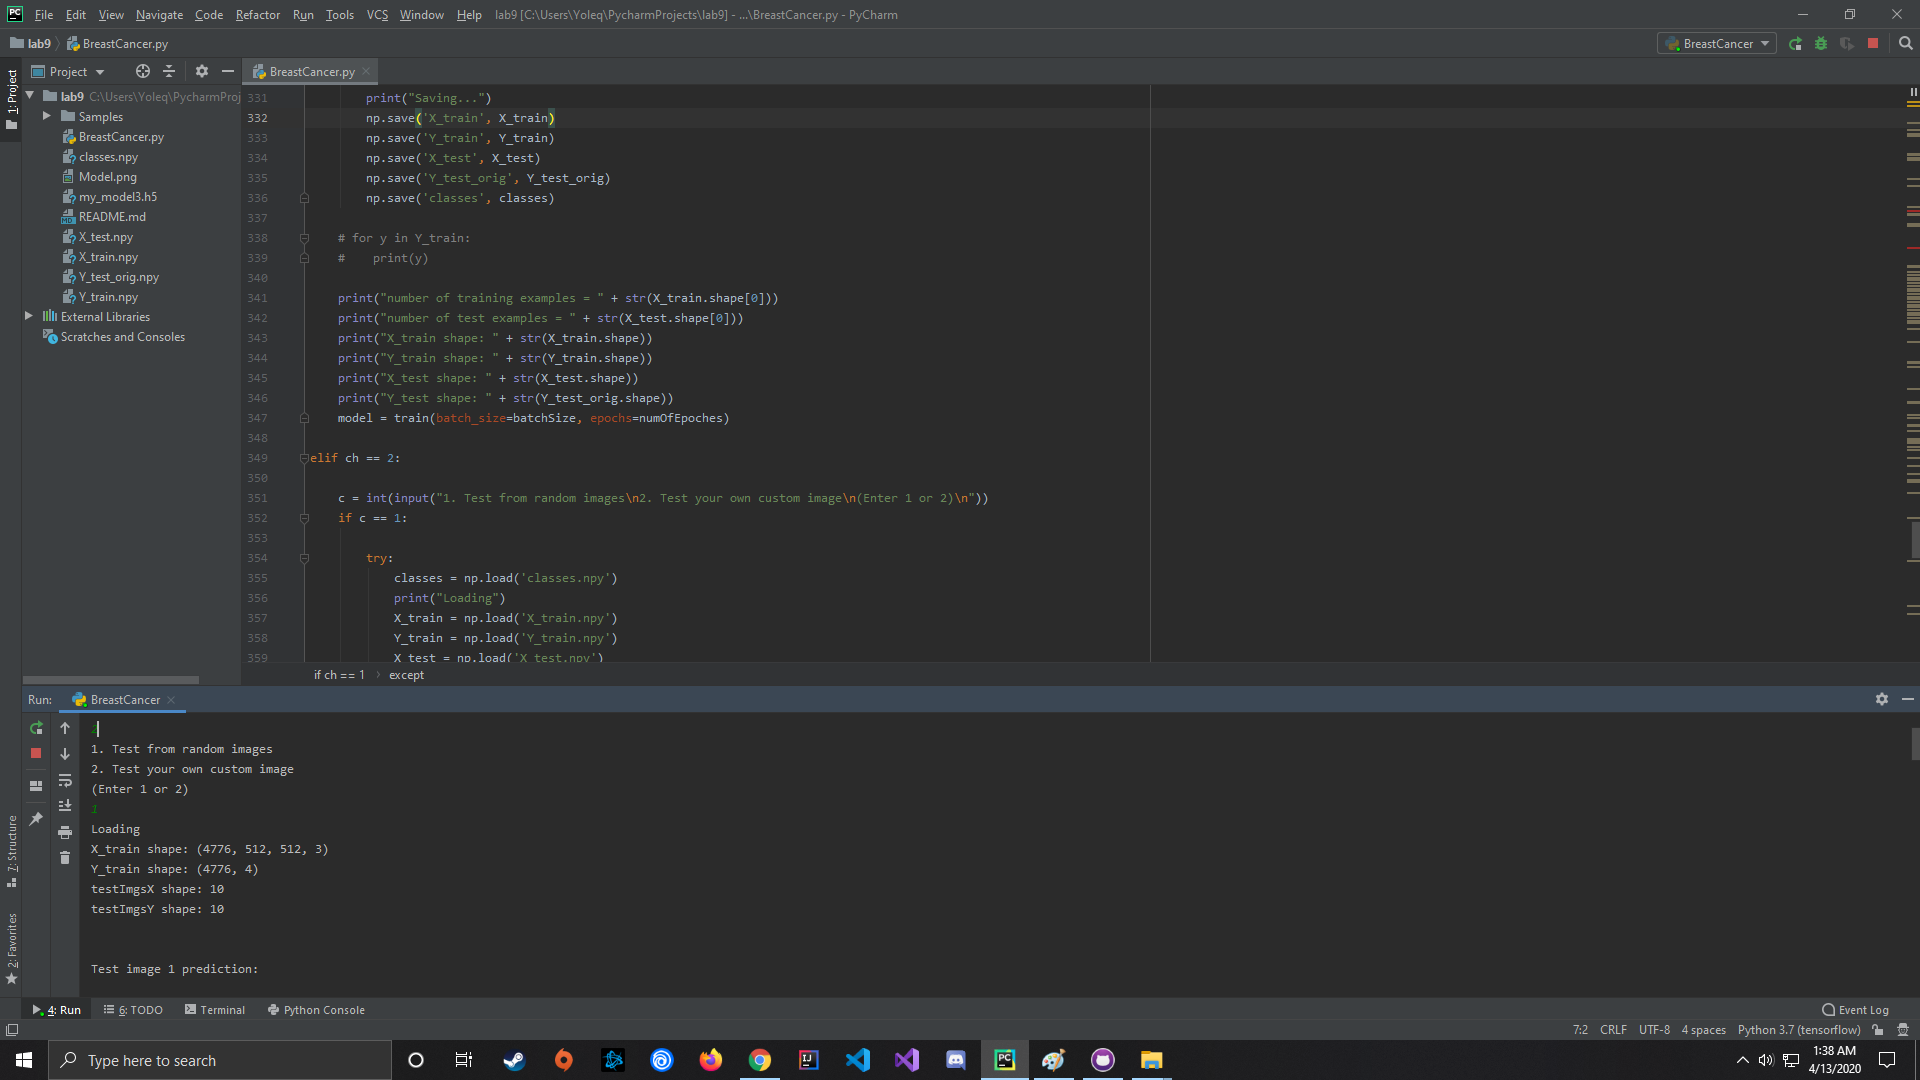 File Edit View Navigate Code Refactor Run Tools VCS Window Help lab9 [C:\Users\Yoleq\PycharmProjects\lab9] - ...\BreastCancer.py - PyCharm
lab9 BreastCancer.py BreastCancer
Project BreastCancer.py
1: Project
lab9 C:\Users\Yoleq\PycharmProj
Samples
BreastCancer.py
classes.npy
Model.png
my_model3.h5
README.md
X_test.npy
X_train.npy
Y_test_orig.npy
Y_train.npy
External Libraries
Scratches and Consoles
331 print("Saving...")
332 np.save('X_train', X_train)
333 np.save('Y_train', Y_train)
334 np.save('X_test', X_test)
335 np.save('Y_test_orig', Y_test_orig)
336 np.save('classes', classes)
337
338 # for y in Y_train:
339 #    print(y)
340
341 print("number of training examples = " + str(X_train.shape[0]))
342 print("number of test examples = " + str(X_test.shape[0]))
343 print("X_train shape: " + str(X_train.shape))
344 print("Y_train shape: " + str(Y_train.shape))
345 print("X_test shape: " + str(X_test.shape))
346 print("Y_test shape: " + str(Y_test_orig.shape))
347 model = train(batch_size=batchSize, epochs=numOfEpoches)
348
349 elif ch == 2:
350
351 c = int(input("1. Test from random images\n2. Test your own custom image\n(Enter 1 or 2)\n"))
352 if c == 1:
353
354 try:
355 classes = np.load('classes.npy')
356 print("Loading")
357 X_train = np.load('X_train.npy')
358 Y_train = np.load('Y_train.npy')
359 X_test = np.load('X_test.npy')
if ch == 1 › except
Run: BreastCancer
2
1. Test from random images
2. Test your own custom image
(Enter 1 or 2)
1
Loading
X_train shape: (4776, 512, 512, 3)
Y_train shape: (4776, 4)
testImgsX shape: 10
testImgsY shape: 10
Test image 1 prediction:
7: Structure
2: Favorites
4: Run 6: TODO Terminal Python Console Event Log
7:2 CRLF UTF-8 4 spaces Python 3.7 (tensorflow)
Type here to search
1:38 AM
4/13/2020